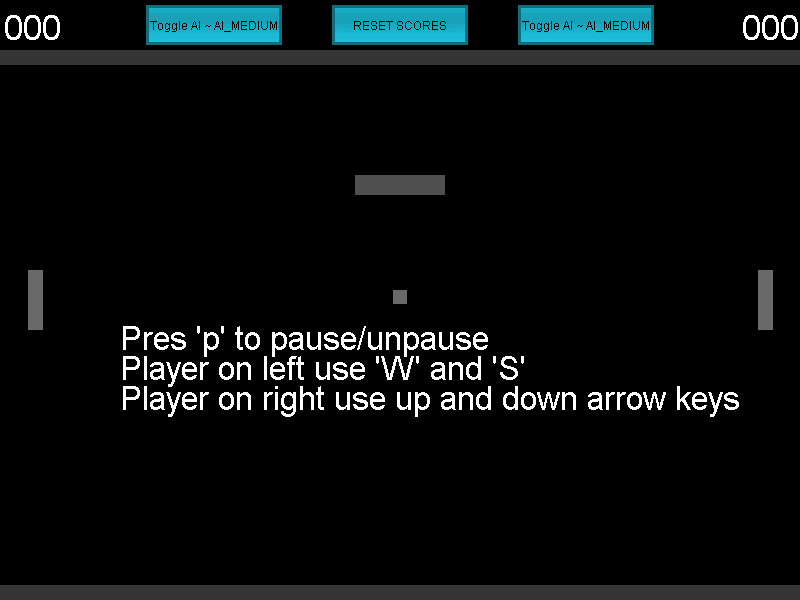 000
Toggle AI ~ AI_MEDIUM
RESET SCORES
Toggle AI ~ AI_MEDIUM
000
Pres 'p' to pause/unpause
Player on left use 'W' and 'S'
Player on right use up and down arrow keys